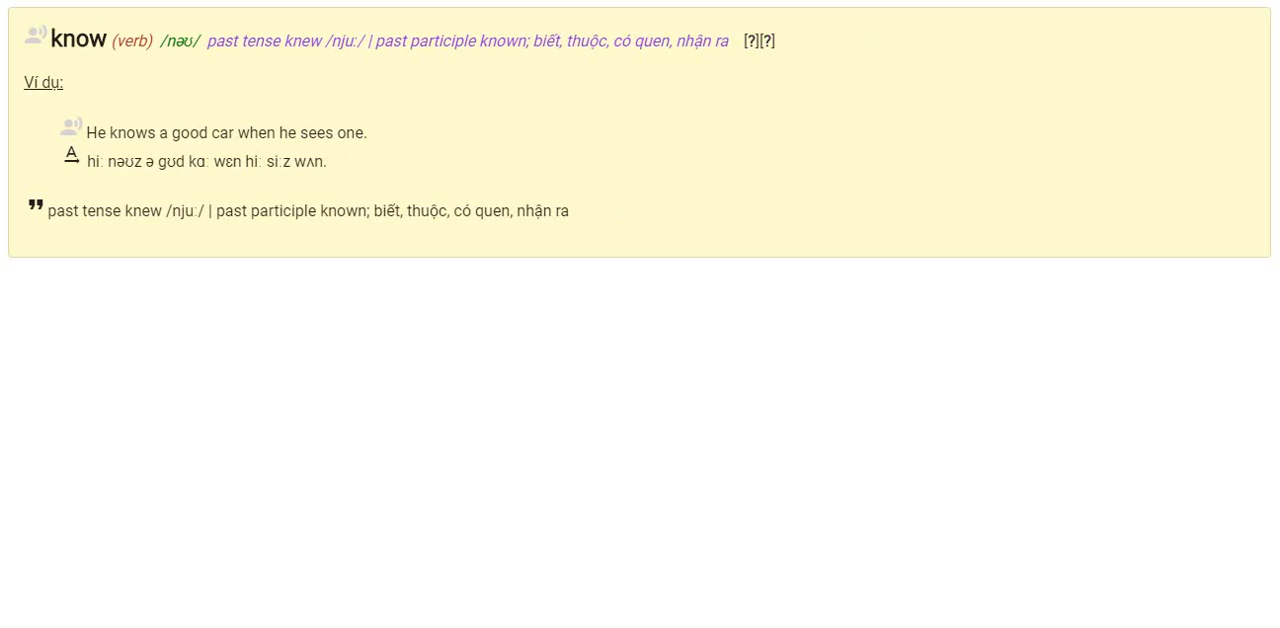 know (verb) /nəʊ/ past tense knew /njuː/ | past participle known; biết, thuộc, có quen, nhận ra [?][?]
Ví dụ:
He knows a good car when he sees one.
A hiː nəʊz ə gʊd kɑː wɛn hiː siːz wʌn.
past tense knew /njuː/ | past participle known; biết, thuộc, có quen, nhận ra